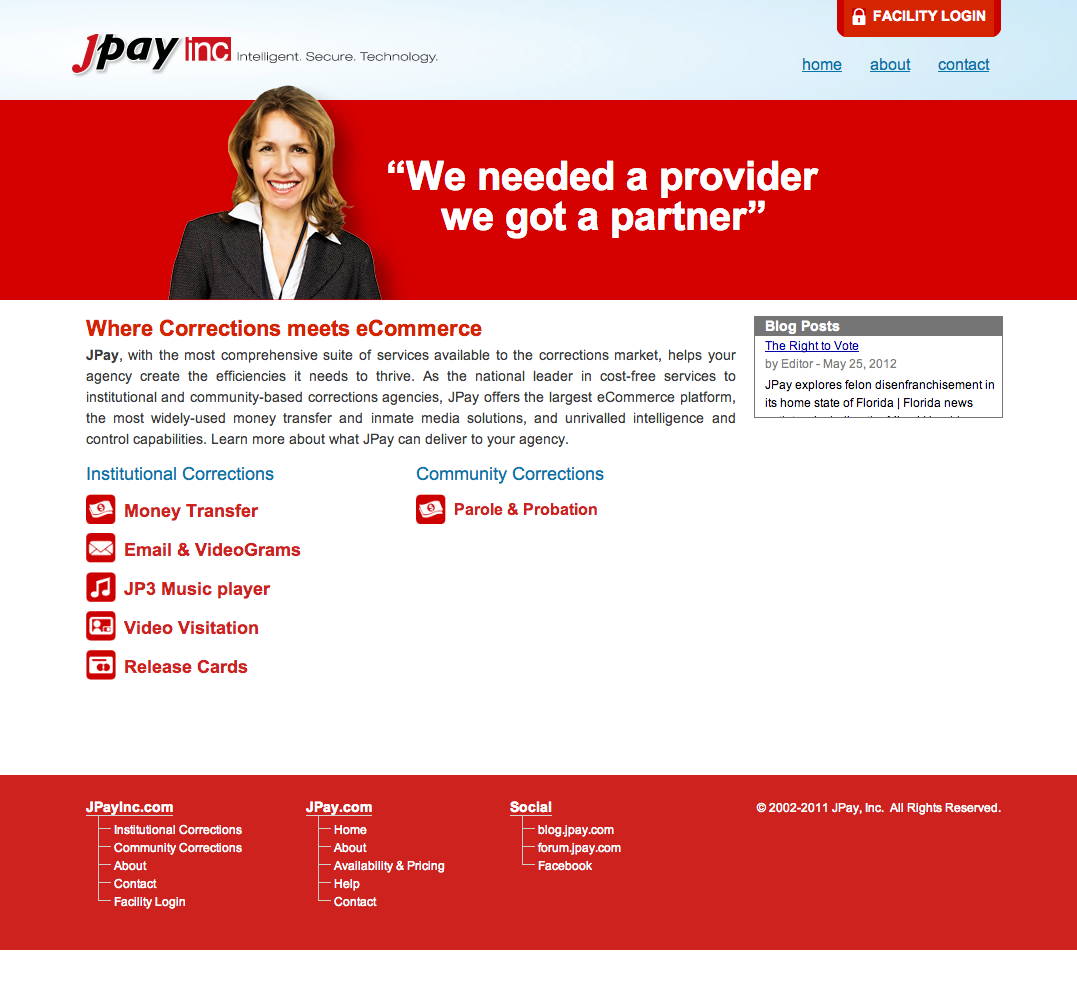 FACILITY LOGIN
Jpay inc Intelligent. Secure. Technology.
home about contact
“We needed a provider
we got a partner”
Where Corrections meets eCommerce
JPay, with the most comprehensive suite of services available to the corrections market, helps your
agency create the efficiencies it needs to thrive. As the national leader in cost-free services to
institutional and community-based corrections agencies, JPay offers the largest eCommerce platform,
the most widely-used money transfer and inmate media solutions, and unrivalled intelligence and
control capabilities. Learn more about what JPay can deliver to your agency.
Blog Posts
The Right to Vote
by Editor - May 25, 2012
JPay explores felon disenfranchisement in
its home state of Florida | Florida news
Institutional Corrections
Money Transfer
Email & VideoGrams
JP3 Music player
Video Visitation
Release Cards
Community Corrections
Parole & Probation
JPayInc.com
Institutional Corrections
Community Corrections
About
Contact
Facility Login
JPay.com
Home
About
Availability & Pricing
Help
Contact
Social
blog.jpay.com
forum.jpay.com
Facebook
© 2002-2011 JPay, Inc. All Rights Reserved.